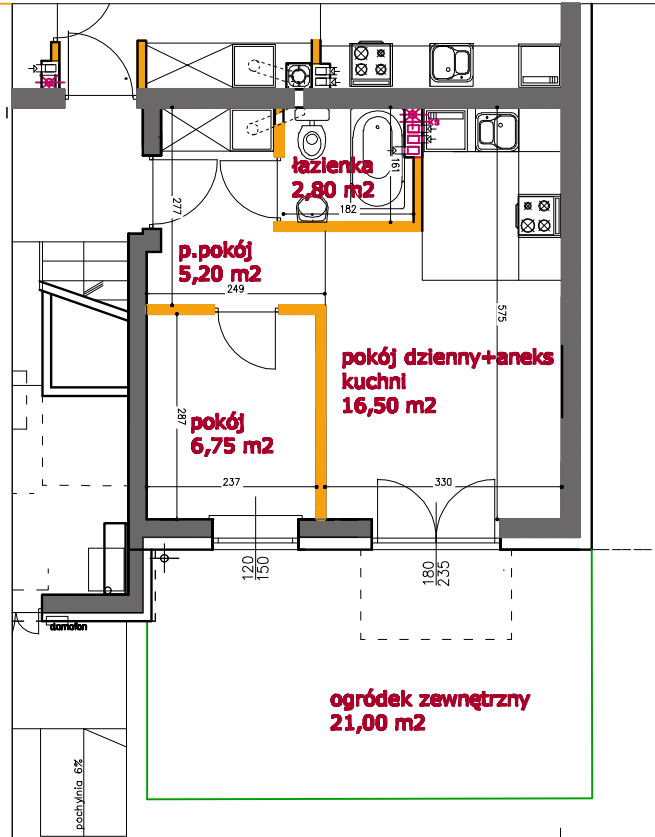 łazienka
2,80 m2
161
182
277
p.pokój
5,20 m2
249
575
pokój dzienny+aneks
kuchni
16,50 m2
287
pokój
6,75 m2
237
330
120
150
180
235
domofon
ogródek zewnętrzny
21,00 m2
pochylnia 6%